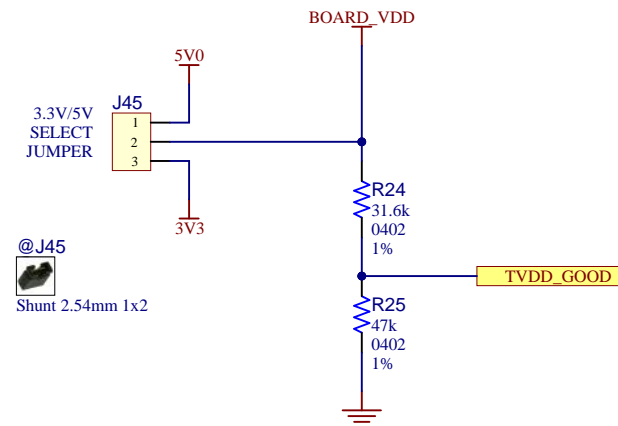 BOARD_VDD
5V0
J45
3.3V/5V
SELECT
JUMPER
1
2
3
3V3
R24
31.6k
0402
1%
@J45
Shunt 2.54mm 1x2
TVDD_GOOD
R25
47k
0402
1%